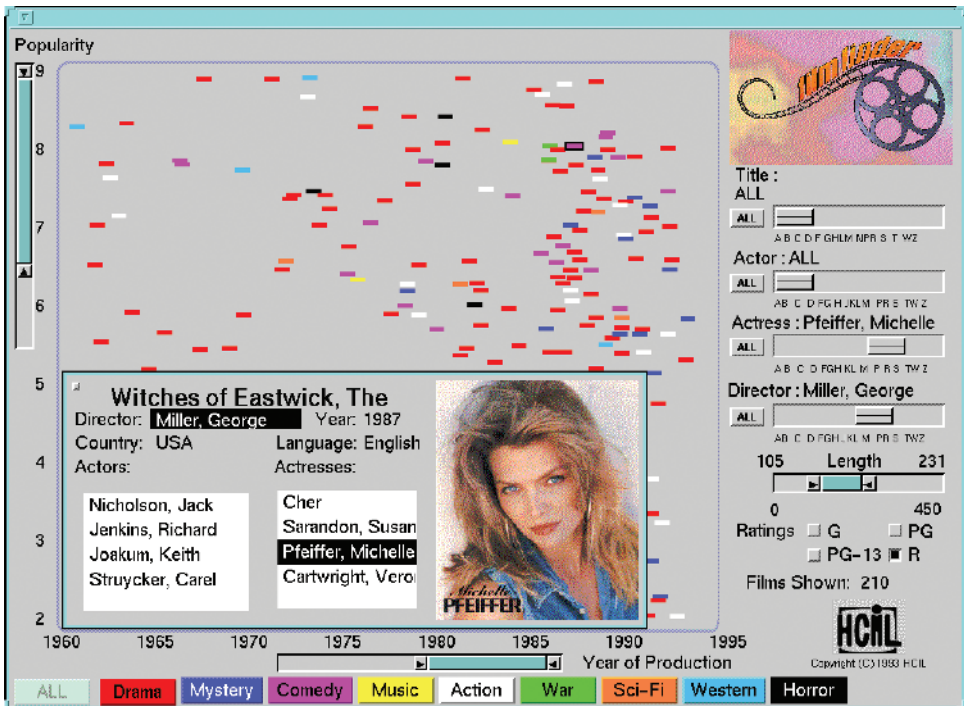 Popularity
9
8
7
6
5
4
3
2
1960 1965 1970 1975 1980 1985 1990 1995
Year of Production
Witches of Eastwick, The
Director: Miller, George Year: 1987
Country: USA Language: English
Actors: Actresses:
Nicholson, Jack
Jenkins, Richard
Joakum, Keith
Struycker, Carel
Cher
Sarandon, Susan
Pfeiffer, Michelle
Cartwright, Vero
Michelle
PFEIFFER
filmfinder
Title :
ALL
ALL
A B C D F G H L M N P R S T W Z
Actor : ALL
ALL
A B C D F G H J K L M P R S T W Z
Actress : Pfeiffer, Michelle
ALL
A B C D F G H K L M P R S T W Z
Director : Miller, George
ALL
A B C D F G H L K L M P R S T W Z
105 Length 231
0 450
Ratings G PG
PG-13 R
Films Shown: 210
HCIL
Copyright (C) 1993 HCIL
ALL Drama Mystery Comedy Music Action War Sci-Fi Western Horror